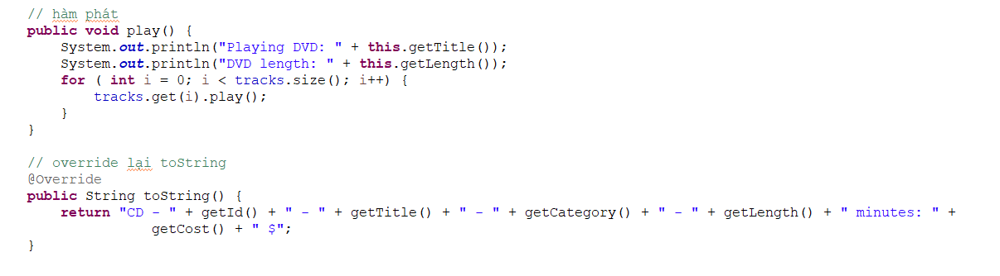 // hàm phát
public void play() {
    System.out.println("Playing DVD: " + this.getTitle());
    System.out.println("DVD length: " + this.getLength());
    for ( int i = 0; i < tracks.size(); i++) {
        tracks.get(i).play();
    }
}

// override lại toString
@Override
public String toString() {
    return "CD - " + getId() + " - " + getTitle() + " - " + getCategory() + " - " + getLength() + " minutes: " +
               getCost() + " $";
}